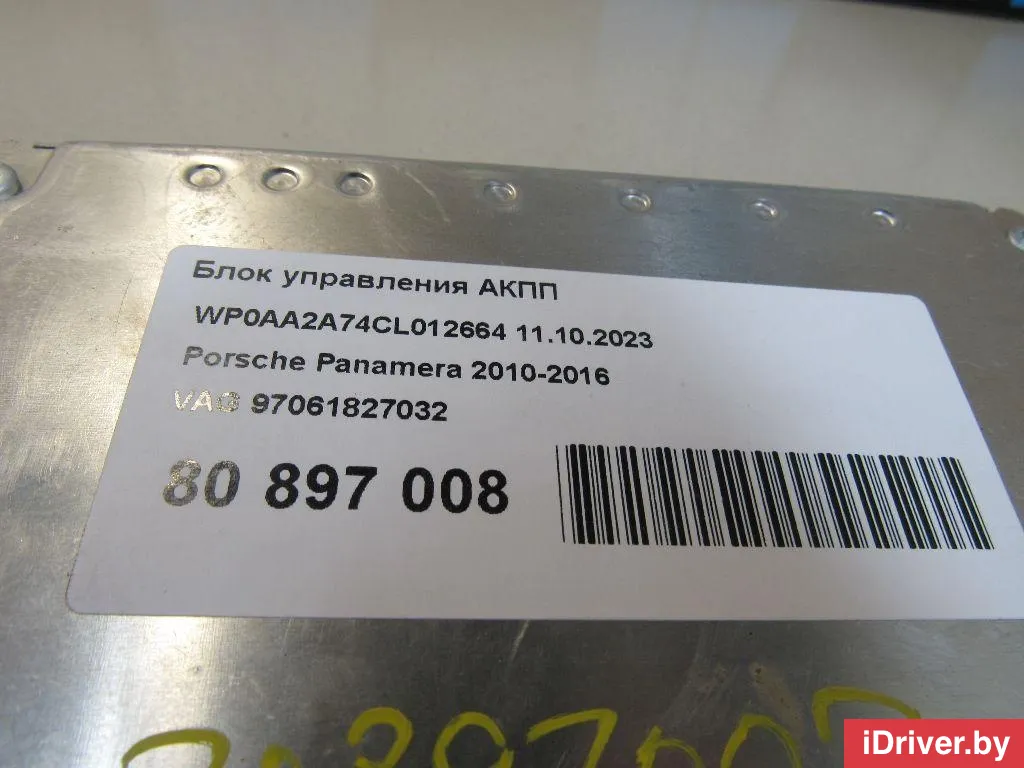 Блок управления АКПП
WP0AA2A74CL012664 11.10.2023
Porsche Panamera 2010-2016
VAG 97061827032
80 897 008
iDriver.by